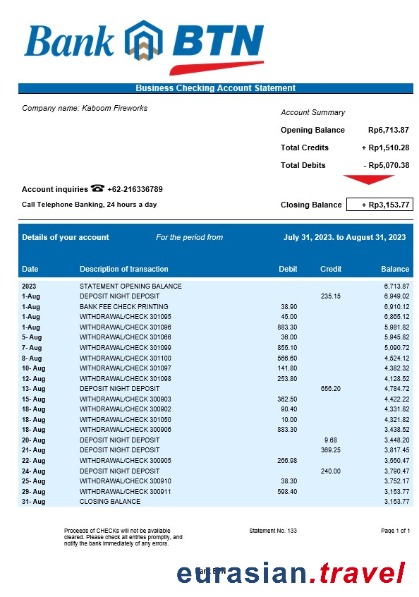 Bank BTN
Business Checking Account Statement
Company name: Kaboom Fireworks
Account Summary
Opening Balance Rp6,713.87
Total Credits + Rp1,510.28
Total Debits - Rp5,070.38
Account inquiries ☎ +62-216336789
Call Telephone Banking, 24 hours a day
Closing Balance + Rp3,153.77
Details of your account For the period from July 31, 2023. to August 31, 2023
Date Description of transaction Debit Credit Balance
2023 STATEMENT OPENING BALANCE 6,713.87
1-Aug DEPOSIT NIGHT DEPOSIT 235.15 6,949.02
1-Aug BANK FEE CHECK PRINTING 38.90 6,910.12
1-Aug WITHDRAWAL/CHECK 301095 45.00 6,865.12
1-Aug WITHDRAWAL/CHECK 301096 883.30 5,981.82
5- Aug WITHDRAWAL/CHECK 301066 36.00 5,945.82
7- Aug WITHDRAWAL/CHECK 301099 855.10 5,090.72
8- Aug WITHDRAWAL/CHECK 301100 566.60 4,524.12
10- Aug WITHDRAWAL/CHECK 301097 141.80 4,382.32
12- Aug WITHDRAWAL/CHECK 301098 253.80 4,128.52
13- Aug DEPOSIT NIGHT DEPOSIT 656.20 4,784.72
15- Aug WITHDRAWAL/CHECK 300903 362.50 4,422.22
18- Aug WITHDRAWAL/CHECK 300902 90.40 4,331.82
18- Aug WITHDRAWAL/CHECK 301050 10.00 4,321.82
18- Aug WITHDRAWAL/CHECK 300906 883.30 3,438.52
20- Aug DEPOSIT NIGHT DEPOSIT 9.68 3,448.20
21- Aug DEPOSIT NIGHT DEPOSIT 369.25 3,817.45
22- Aug WITHDRAWAL/CHECK 300905 266.98 3,550.47
24- Aug DEPOSIT NIGHT DEPOSIT 240.00 3,790.47
25- Aug WITHDRAWAL/CHECK 300910 38.30 3,752.17
29- Aug WITHDRAWAL/CHECK 300911 598.40 3,153.77
31- Aug CLOSING BALANCE 3,153.77
Proceeds of CHECKs will not be available
cleared. Please check all entries promptly, and
notify the bank immediately of any errors.
Statement No. 133
Page 1 of 1
Bank BTN
eurasian.travel